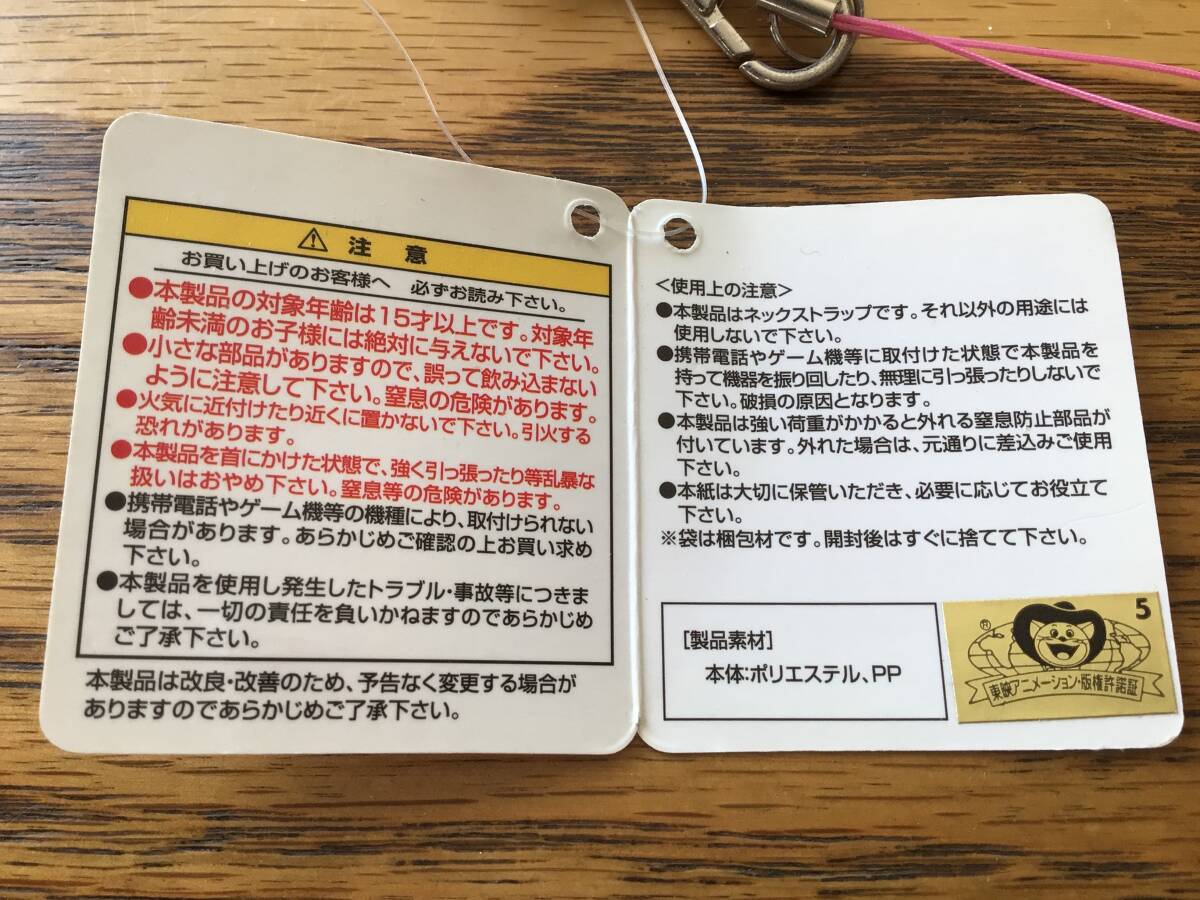 ⚠ 注意
お買い上げのお客様へ 必ずお読み下さい。
●本製品の対象年齢は15才以上です。対象年
齢未満のお子様には絶対に与えないで下さい。
●小さな部品がありますので、誤って飲み込まない
ように注意して下さい。窒息の危険があります。
●火気に近付けたり近くに置かないで下さい。引火する
恐れがあります。
●本製品を首にかけた状態で、強く引っ張ったり等乱暴な
扱いはおやめ下さい。窒息等の危険があります。
●携帯電話やゲーム機等の機種により、取付けられない
場合があります。あらかじめご確認の上お買い求め
下さい。
●本製品を使用し発生したトラブル・事故等につきま
しては、一切の責任を負いかねますのであらかじめ
ご了承下さい。
本製品は改良・改善のため、予告なく変更する場合が
ありますのであらかじめご了承下さい。
<使用上の注意>
●本製品はネックストラップです。それ以外の用途には
使用しないで下さい。
●携帯電話やゲーム機等に取付けた状態で本製品を
持って機器を振り回したり、無理に引っ張ったりしないで
下さい。破損の原因となります。
●本製品は強い荷重がかかると外れる窒息防止部品が
付いています。外れた場合は、元通りに差込みご使用
下さい。
●本紙は大切に保管いただき、必要に応じてお役立て
下さい。
※袋は梱包材です。開封後はすぐに捨てて下さい。
[製品素材]
本体:ポリエステル、PP
5
®
東映アニメーション・版権許諾証